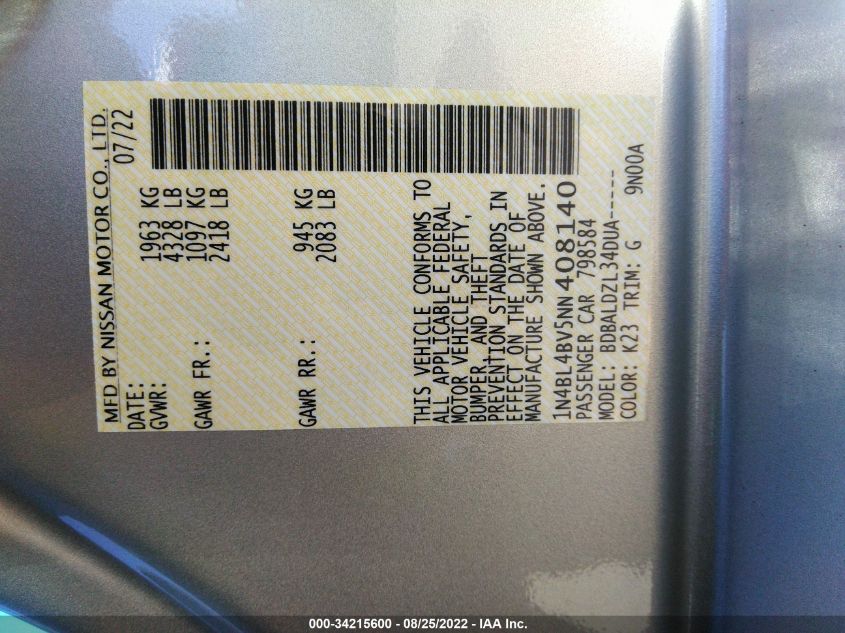 MFD BY NISSAN MOTOR CO., LTD.
DATE: 07/22
GVWR: 1963 KG
4328 LB
GAWR FR.: 1097 KG
2418 LB
GAWR RR.: 945 KG
2083 LB
THIS VEHICLE CONFORMS TO
ALL APPLICABLE FEDERAL
MOTOR VEHICLE SAFETY,
BUMPER, AND THEFT
PREVENTION STANDARDS IN
EFFECT ON THE DATE OF
MANUFACTURE SHOWN ABOVE.
1N4BL4BV5NN408140
PASSENGER CAR 798584
MODEL: BDBALDZL34DUA------
COLOR: K23 TRIM: G 9N00A
000-34215600 - 08/25/2022 - IAA Inc.